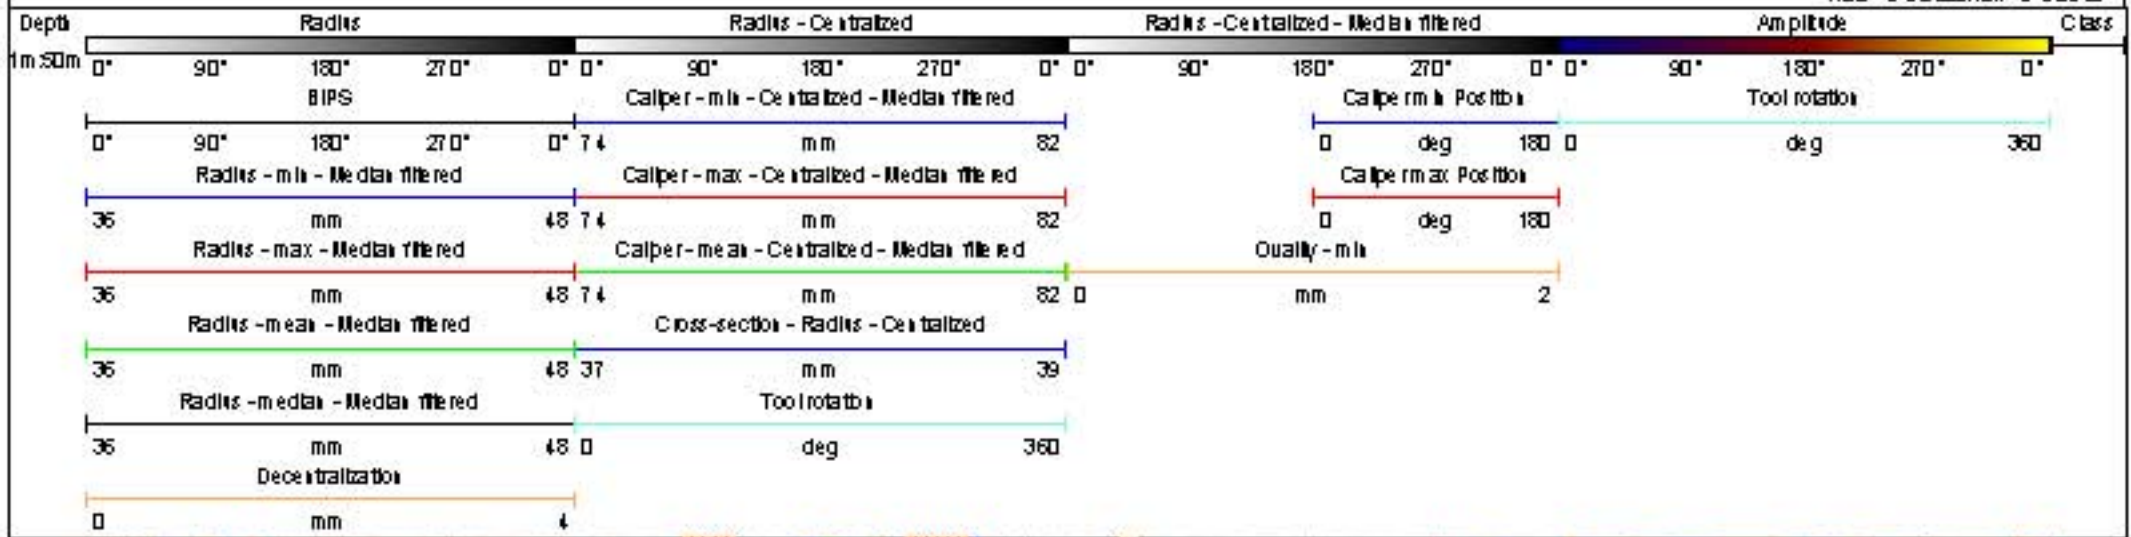 Depth Radius Radius - Centralized Radius - Centralized - Median filtered Amplitude Class
1m:50m 0° 90° 180° 270° 0° 0° 90° 180° 270° 0° 0° 90° 180° 270° 0° 0° 90° 180° 270° 0°
BIPS Caliper - min - Centralized - Median filtered Caliper min Position Tool rotation
0° 90° 180° 270° 0° 74 mm 82 0 deg 180 0 deg 360
Radius - min - Median filtered Caliper - max - Centralized - Median filtered Caliper max Position
36 mm 48 74 mm 82 0 deg 180
Radius - max - Median filtered Caliper - mean - Centralized - Median filtered Quality - min
36 mm 48 74 mm 82 0 mm 2
Radius - mean - Median filtered Cross-section - Radius - Centralized
36 mm 48 37 mm 39
Radius - median - Median filtered Tool rotation
36 mm 48 0 deg 360
Decentralization
0 mm 4